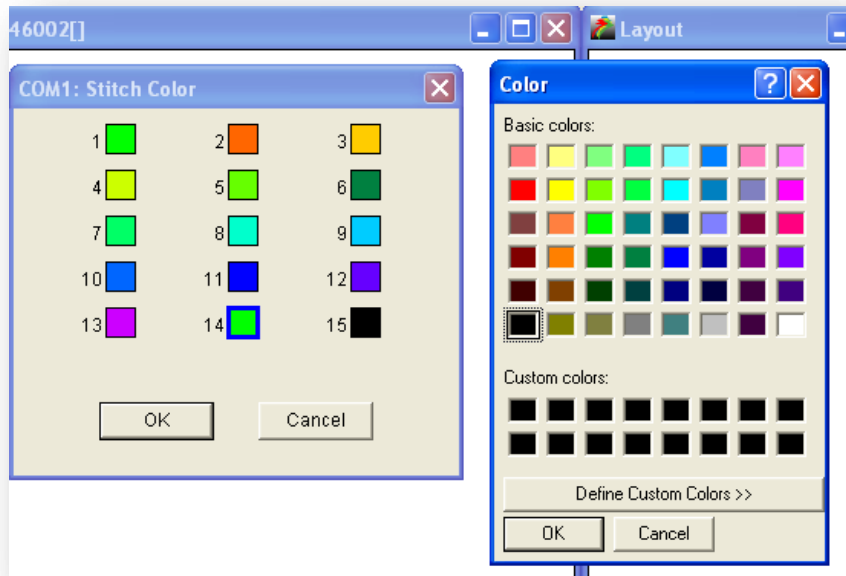 46002[]
Layout
COM1: Stitch Color
1 2 3
4 5 6
7 8 9
10 11 12
13 14 15
OK Cancel
Color
?
Basic colors:
Custom colors:
Define Custom Colors >>
OK Cancel